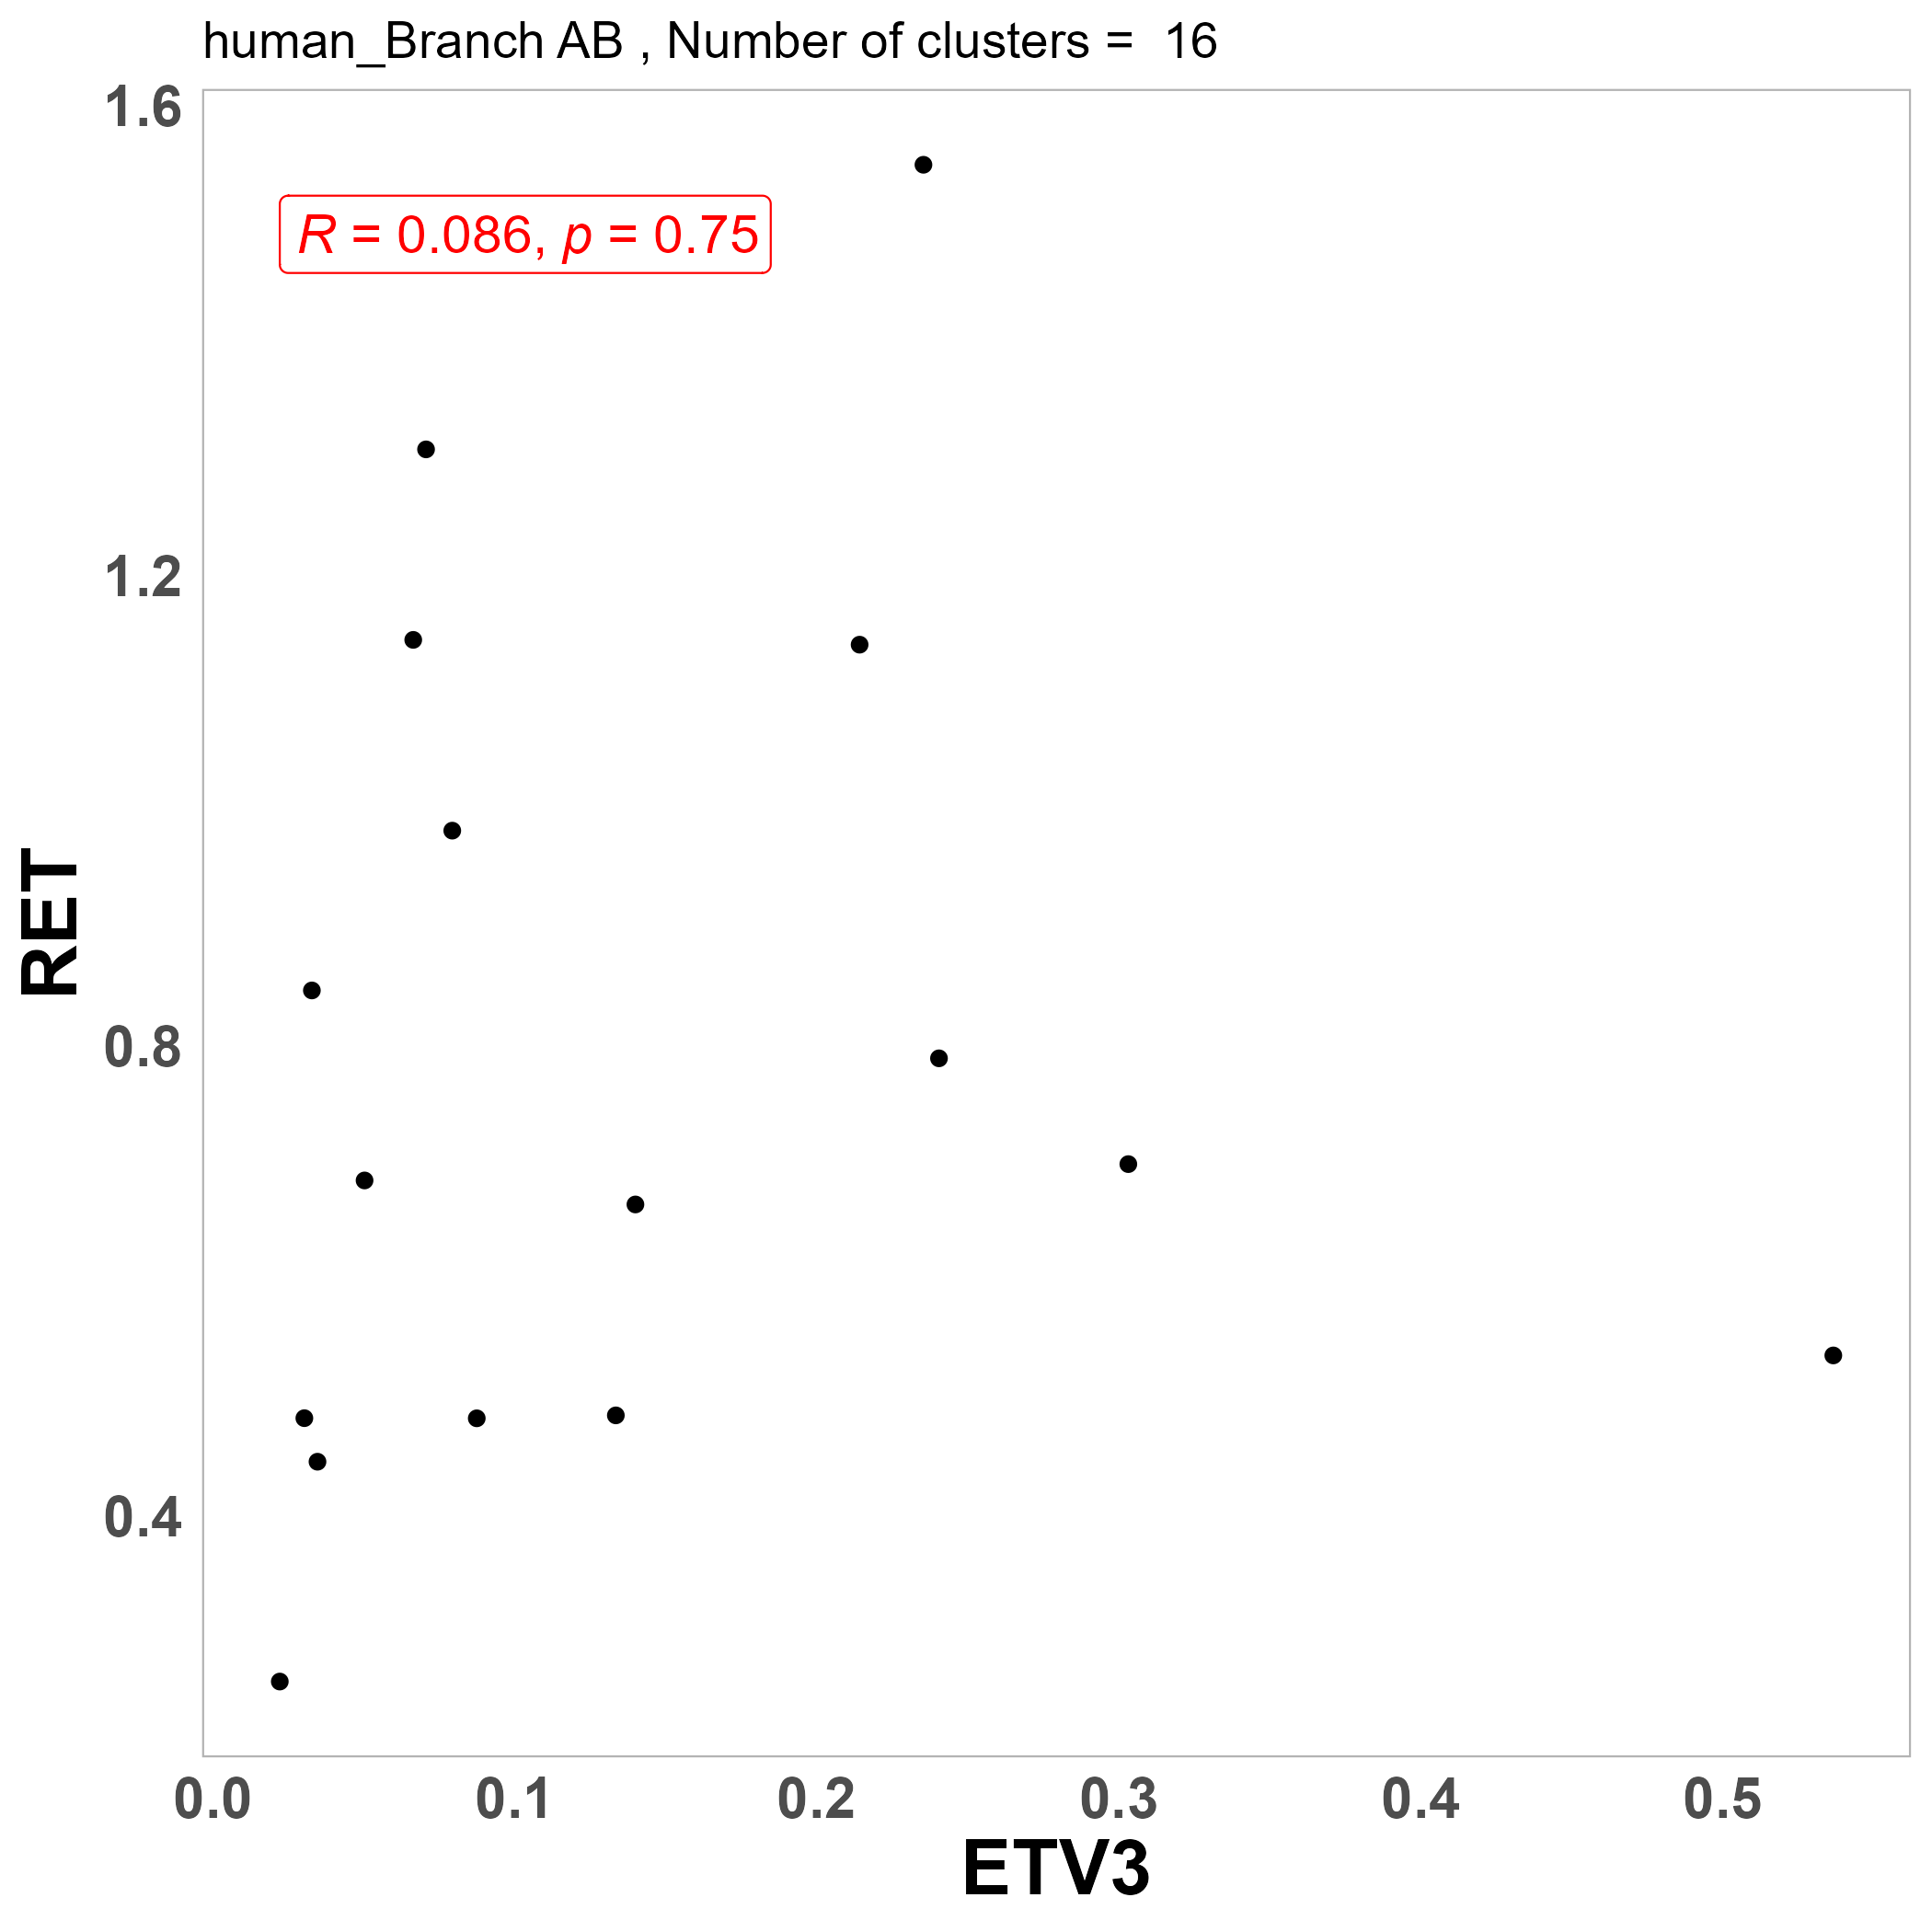 human_Branch AB , Number of clusters =  16
1.6
R = 0.086, p = 0.75
1.2
RET
0.8
0.4
0.0 0.1 0.2 0.3 0.4 0.5
ETV3